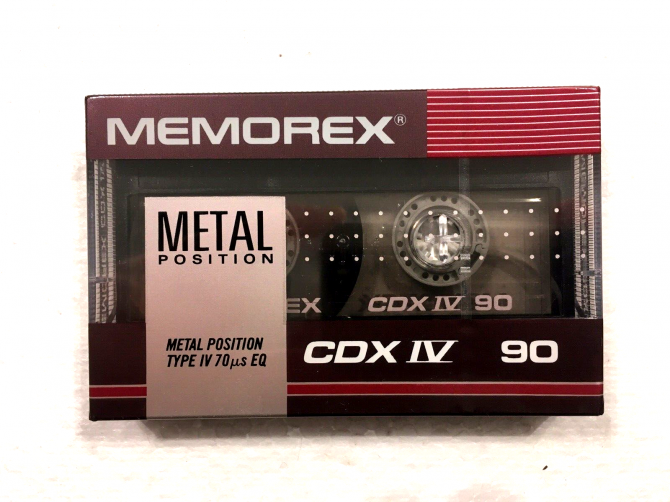 MEMOREX®
METAL
POSITION
EX
CDX IV 90
METAL POSITION
TYPE IV 70µs EQ
CDX IV 90